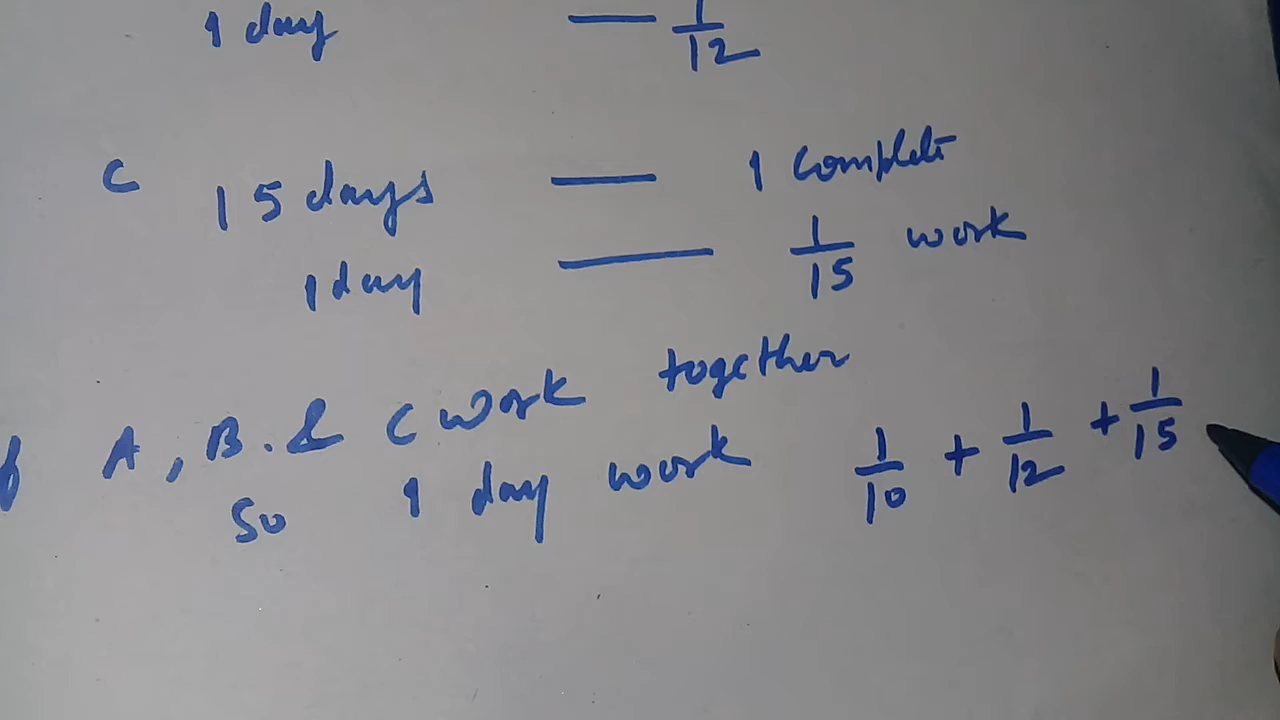 1 day — 1/12
C 15 days — 1 complete
1 day — 1/15 work
If A, B. & C work together
So 1 day work 1/10 + 1/12 + 1/15